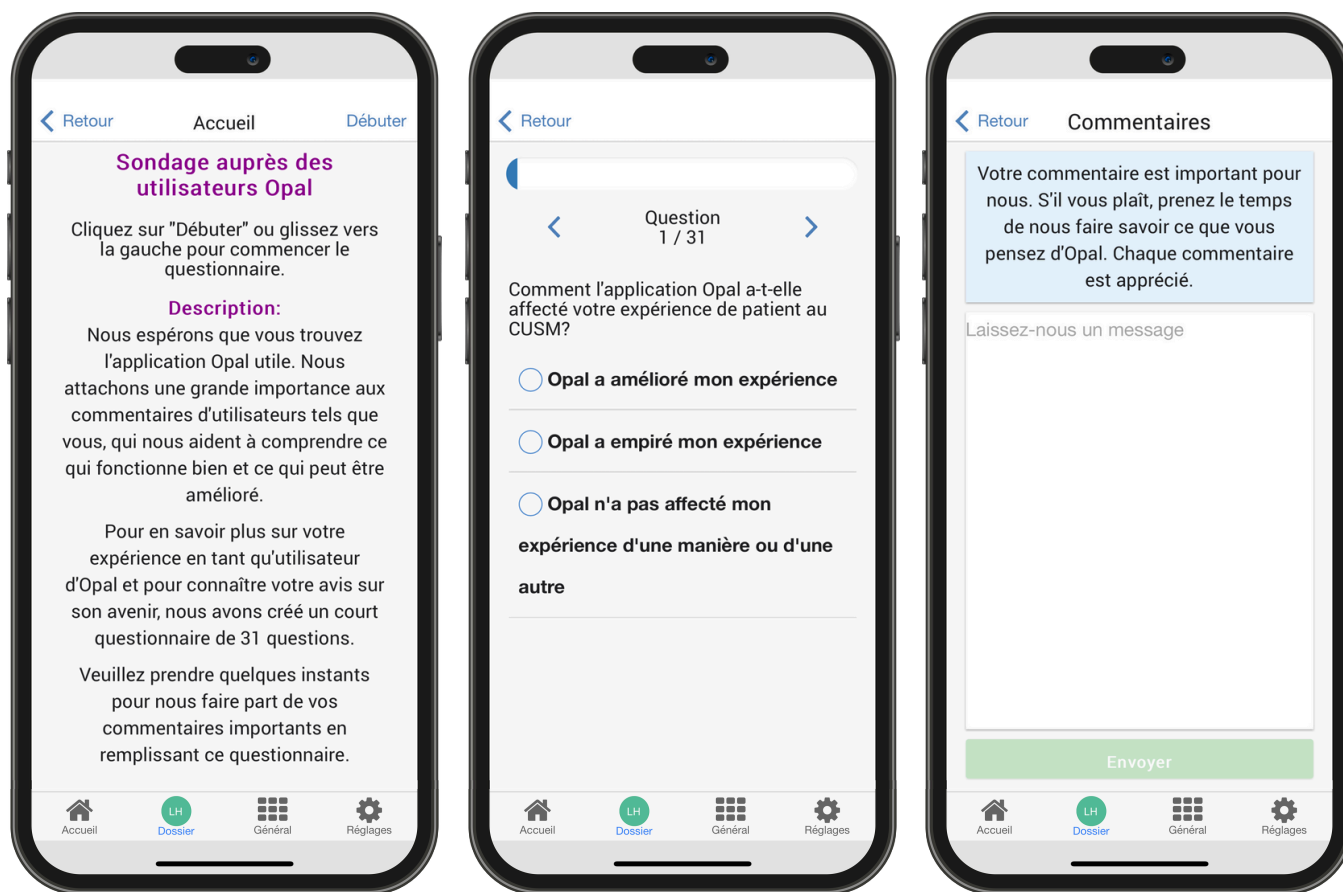 Retour
Accueil
Débuter
Sondage auprès des
utilisateurs Opal
Cliquez sur "Débuter" ou glissez vers
la gauche pour commencer le
questionnaire.
Description:
Nous espérons que vous trouvez
l'application Opal utile. Nous
attachons une grande importance aux
commentaires d'utilisateurs tels que
vous, qui nous aident à comprendre ce
qui fonctionne bien et ce qui peut être
amélioré.
Pour en savoir plus sur votre
expérience en tant qu'utilisateur
d'Opal et pour connaître votre avis sur
son avenir, nous avons créé un court
questionnaire de 31 questions.
Veuillez prendre quelques instants
pour nous faire part de vos
commentaires importants en
remplissant ce questionnaire.
LH
Accueil
Dossier
Général
Réglages
Retour
Question
1 / 31
Comment l'application Opal a-t-elle
affecté votre expérience de patient au
CUSM?
Opal a amélioré mon expérience
Opal a empiré mon expérience
Opal n'a pas affecté mon
expérience d'une manière ou d'une
autre
LH
Accueil
Dossier
Général
Réglages
Retour
Commentaires
Votre commentaire est important pour
nous. S'il vous plaît, prenez le temps
de nous faire savoir ce que vous
pensez d'Opal. Chaque commentaire
est apprécié.
Laissez-nous un message
Envoyer
LH
Accueil
Dossier
Général
Réglages